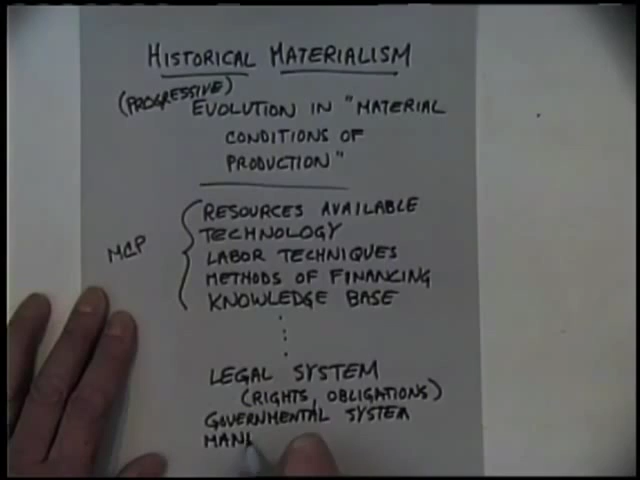 HISTORICAL MATERIALISM
(PROGRESSIVE)
EVOLUTION IN "MATERIAL
CONDITIONS OF
PRODUCTION"
RESOURCES AVAILABLE
TECHNOLOGY
MCP
LABOR TECHNIQUES
METHODS OF FINANCING
KNOWLEDGE BASE
LEGAL SYSTEM
(RIGHTS, OBLIGATIONS)
GOVERNMENTAL SYSTEM
MAN